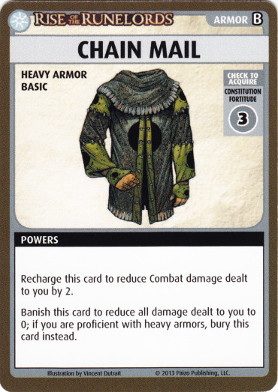 RISE OF THE RUNELORDS
ARMOR B
CHAIN MAIL
HEAVY ARMOR
BASIC
CHECK TO
ACQUIRE
CONSTITUTION
FORTITUDE
3
POWERS
Recharge this card to reduce Combat damage dealt
to you by 2.
Banish this card to reduce all damage dealt to you to
0; if you are proficient with heavy armors, bury this
card instead.
Illustration by Vincent Dutrait
© 2013 Paizo Publishing, LLC.